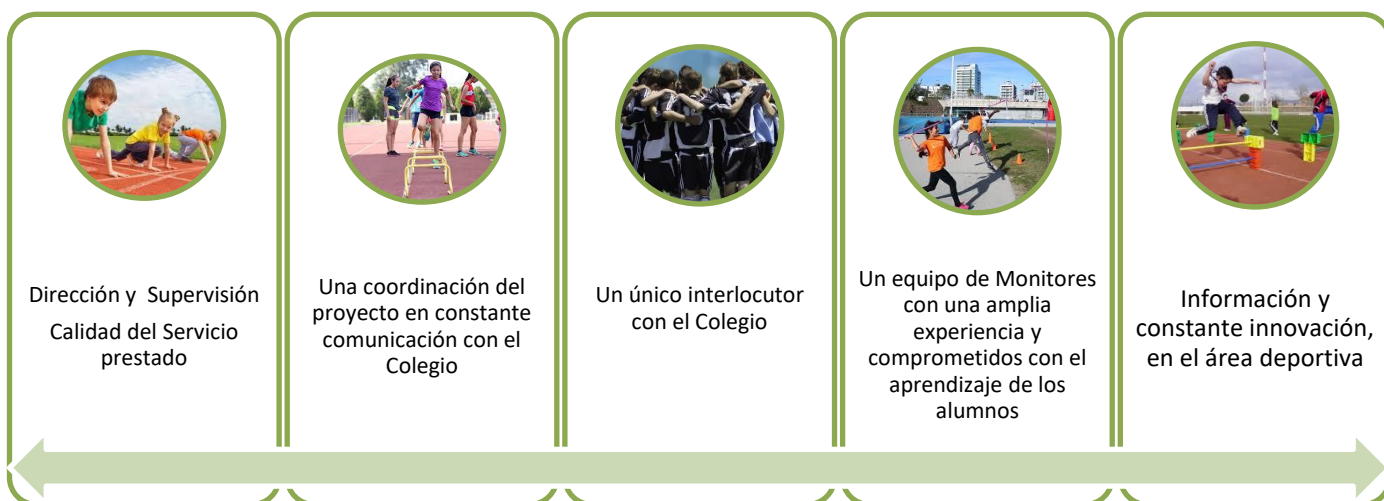 Dirección y Supervisión
Calidad del Servicio
prestado
Una coordinación del
proyecto en constante
comunicación con el
Colegio
Un único interlocutor
con el Colegio
Un equipo de Monitores
con una amplia
experiencia y
comprometidos con el
aprendizaje de los
alumnos
Información y
constante innovación,
en el área deportiva